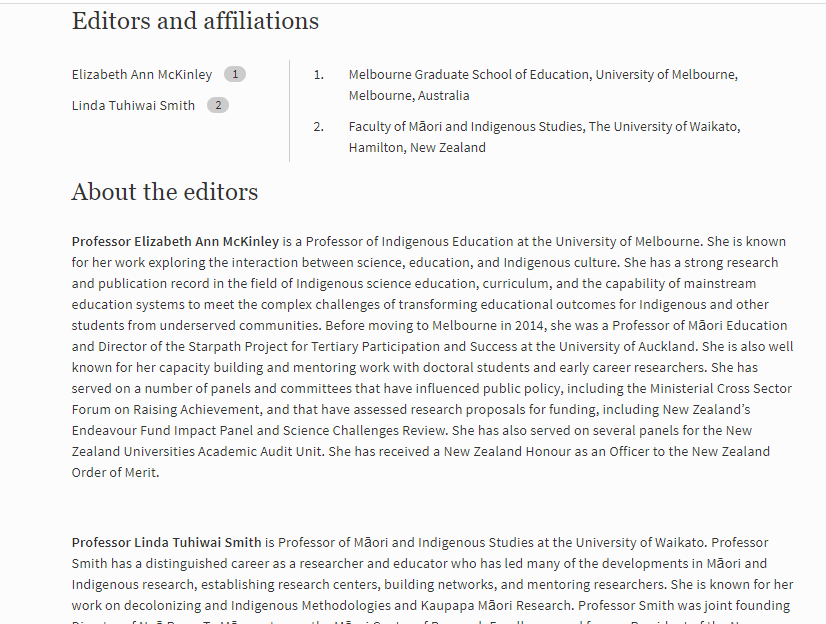 Editors and affiliations
Elizabeth Ann McKinley 1
Linda Tuhiwai Smith 2
1. Melbourne Graduate School of Education, University of Melbourne,
Melbourne, Australia
2. Faculty of Māori and Indigenous Studies, The University of Waikato,
Hamilton, New Zealand
About the editors
Professor Elizabeth Ann McKinley is a Professor of Indigenous Education at the University of Melbourne. She is known
for her work exploring the interaction between science, education, and Indigenous culture. She has a strong research
and publication record in the field of Indigenous science education, curriculum, and the capability of mainstream
education systems to meet the complex challenges of transforming educational outcomes for Indigenous and other
students from underserved communities. Before moving to Melbourne in 2014, she was a Professor of Māori Education
and Director of the Starpath Project for Tertiary Participation and Success at the University of Auckland. She is also well
known for her capacity building and mentoring work with doctoral students and early career researchers. She has
served on a number of panels and committees that have influenced public policy, including the Ministerial Cross Sector
Forum on Raising Achievement, and that have assessed research proposals for funding, including New Zealand’s
Endeavour Fund Impact Panel and Science Challenges Review. She has also served on several panels for the New
Zealand Universities Academic Audit Unit. She has received a New Zealand Honour as an Officer to the New Zealand
Order of Merit.
Professor Linda Tuhiwai Smith is Professor of Māori and Indigenous Studies at the University of Waikato. Professor
Smith has a distinguished career as a researcher and educator who has led many of the developments in Māori and
Indigenous research, establishing research centers, building networks, and mentoring researchers. She is known for her
work on decolonizing and Indigenous Methodologies and Kaupapa Māori Research. Professor Smith was joint founding